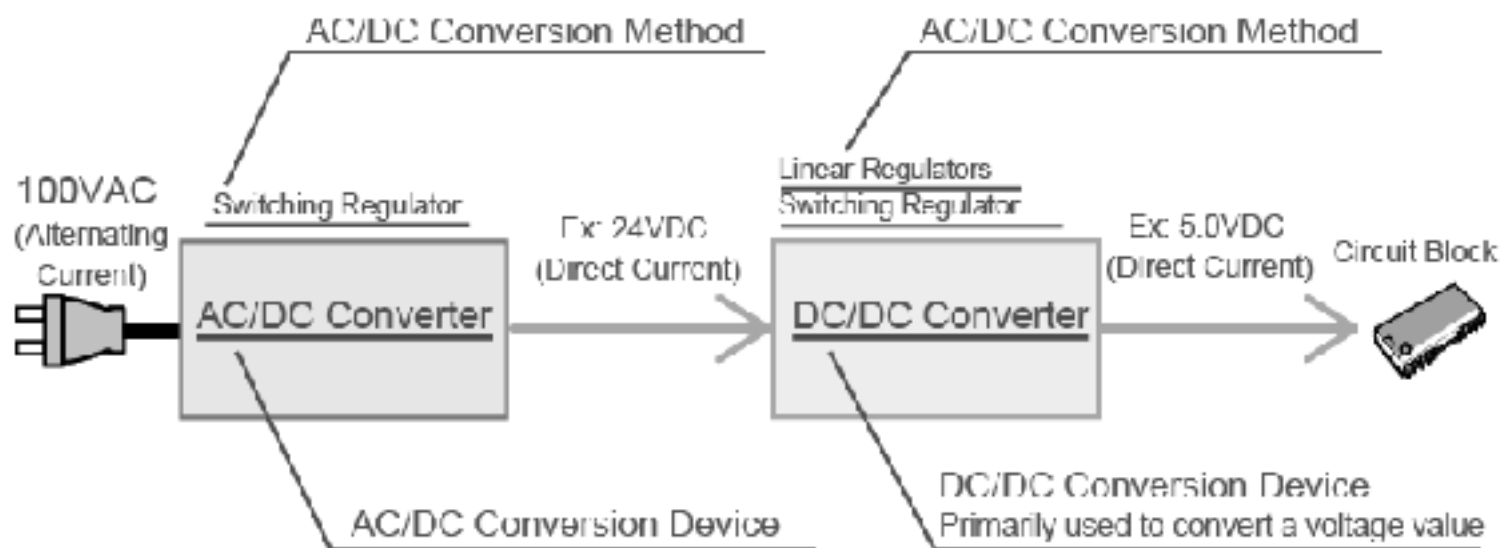 AC/DC Conversion Method
AC/DC Conversion Method
100VAC
(Alternating
Current)
Switching Regulator
Linear Regulators
Switching Regulator
Ex: 24VDC
(Direct Current)
Ex: 5.0VDC
(Direct Current)
Circuit Block
AC/DC Converter
DC/DC Converter
AC/DC Conversion Device
DC/DC Conversion Device
Primarily used to convert a voltage value